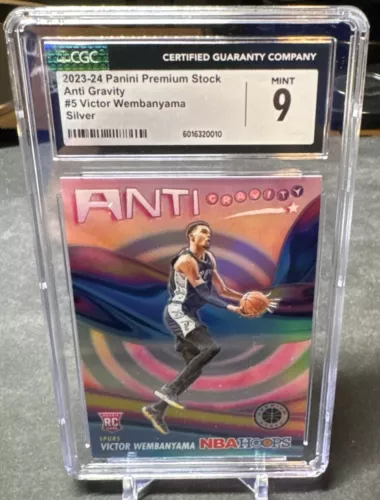 CGC
CERTIFIED GUARANTY COMPANY
2023-24 Panini Premium Stock
Anti Gravity
#5 Victor Wembanyama
Silver
MINT
9
6016320010
ANTI GRAVITY
RC
SPURS
VICTOR WEMBANYAMA
NBA HOOPS